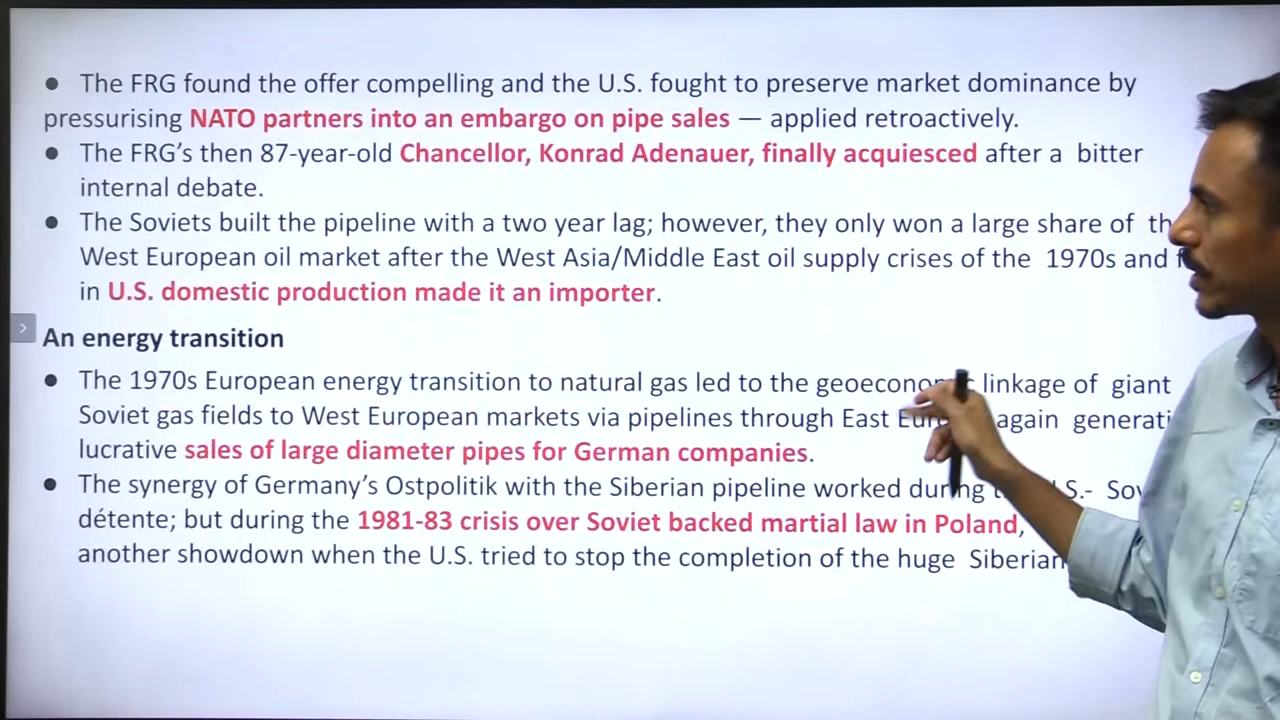 ● The FRG found the offer compelling and the U.S. fought to preserve market dominance by
pressurising NATO partners into an embargo on pipe sales — applied retroactively.
● The FRG's then 87-year-old Chancellor, Konrad Adenauer, finally acquiesced after a bitter
internal debate.
● The Soviets built the pipeline with a two year lag; however, they only won a large share of
West European oil market after the West Asia/Middle East oil supply crises of the 1970s and
in U.S. domestic production made it an importer.
>
An energy transition
● The 1970s European energy transition to natural gas led to the linkage of giant
Soviet gas fields to West European markets via pipelines through East again
lucrative sales of large diameter pipes for German companies.
● The synergy of Germany's Ostpolitik with the Siberian pipeline worked during
détente; but during the 1981-83 crisis over Soviet backed martial law in Poland,
another showdown when the U.S. tried to stop the completion of the huge Siberian